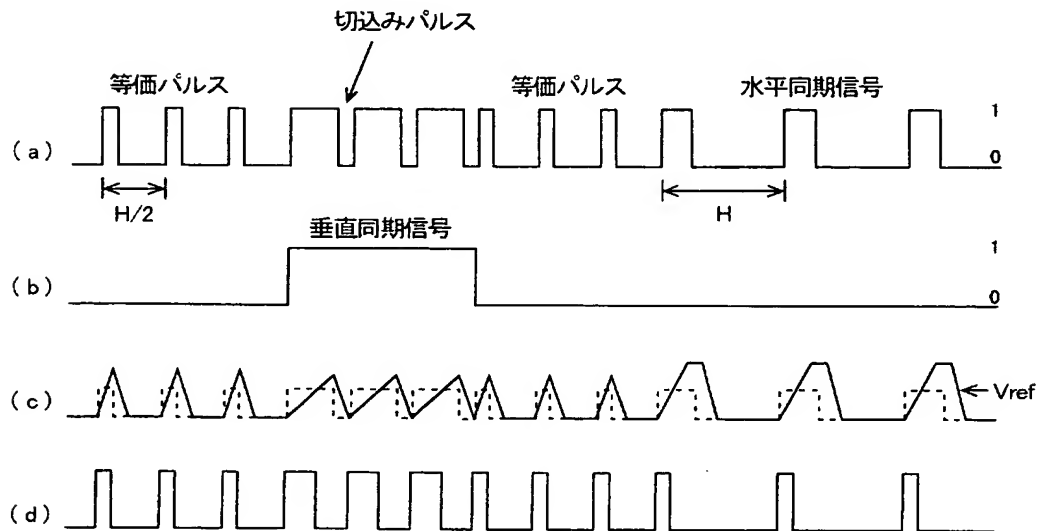 切込みパルス
等価パルス
等価パルス
水平同期信号
(a)
1
0
H/2
H
垂直同期信号
(b)
1
0
(c)
Vref
(d)